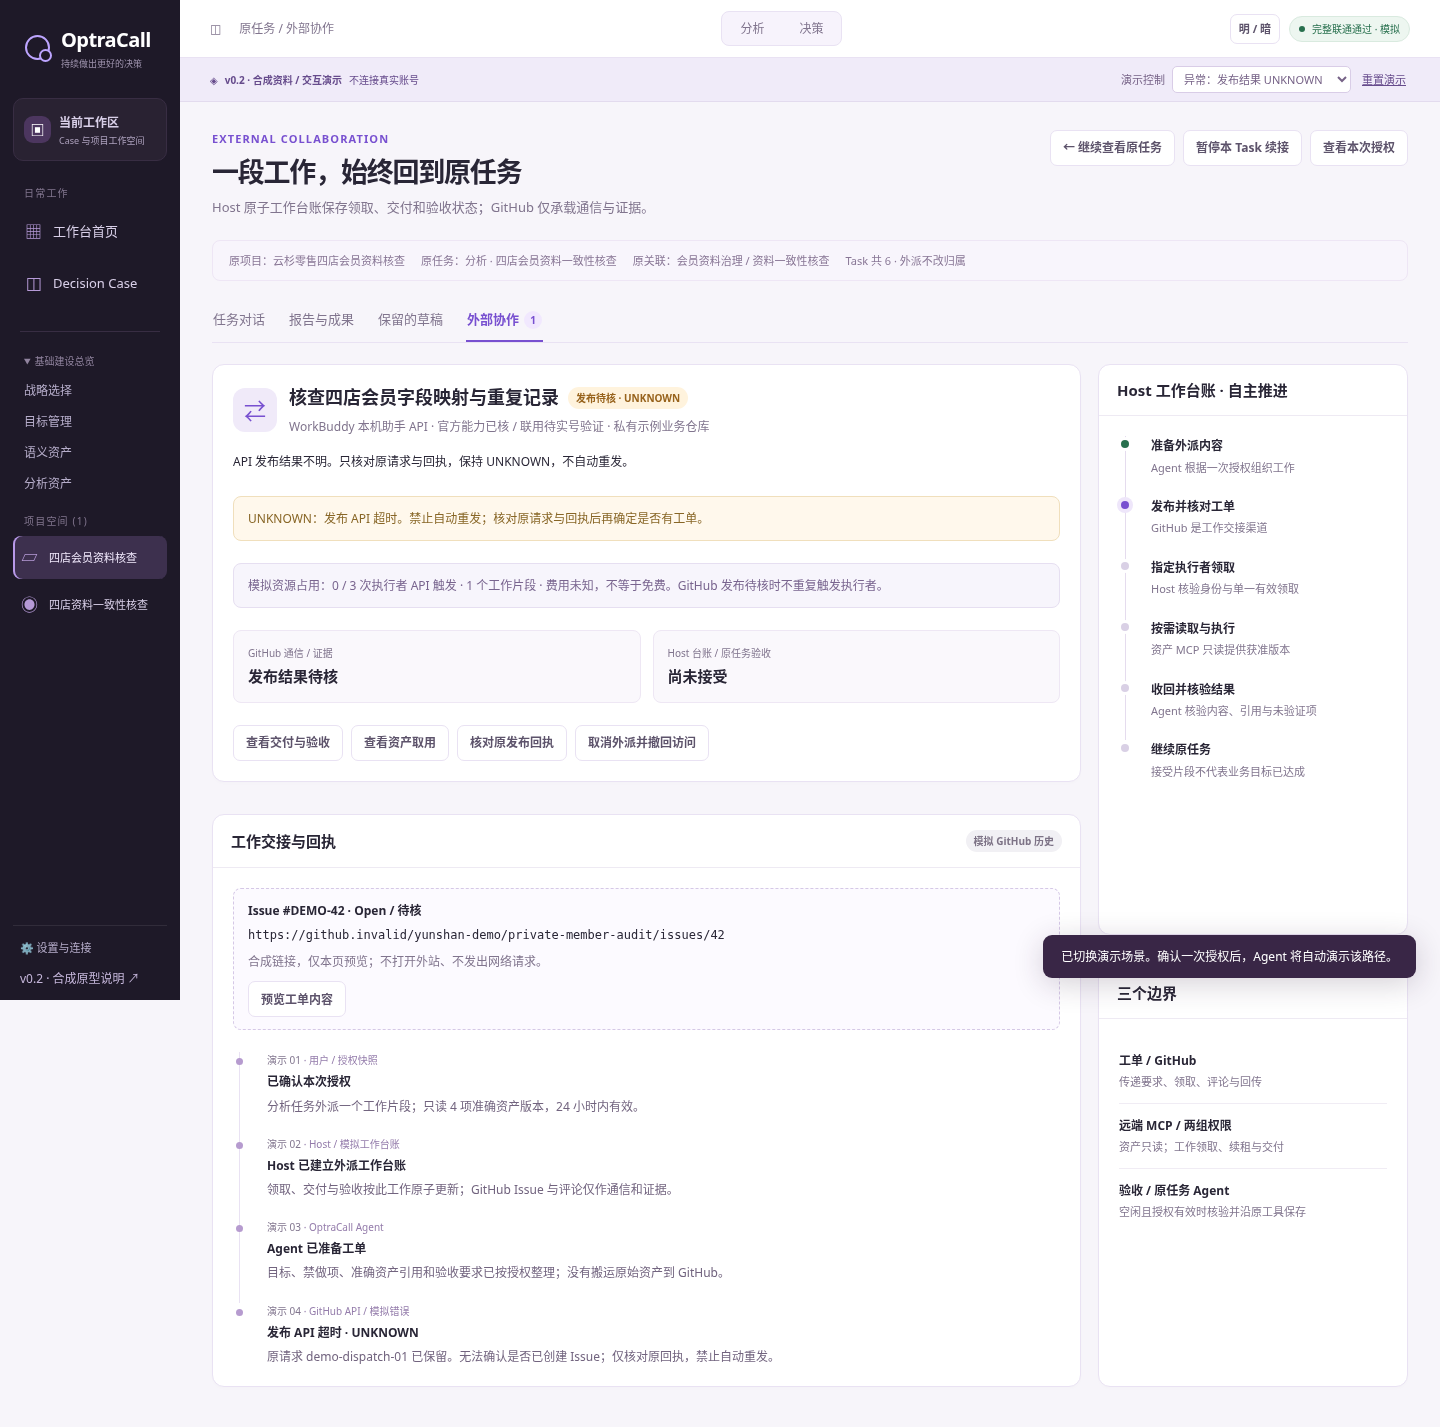 OptraCall
持续做出更好的决策
当前工作区
Case 与项目工作空间
日常工作
工作台首页
Decision Case
▼ 基础建设总览
战略选择
目标管理
语义资产
分析资产
项目空间 (1)
四店会员资料核查
四店资料一致性核查
设置与连接
v0.2 · 合成原型说明 ↗
原任务 / 外部协作
分析
决策
明 / 暗
完整联通通过 · 模拟
◈ v0.2 · 合成资料 / 交互演示 不连接真实账号
演示控制
异常：发布结果 UNKNOWN
重置演示
EXTERNAL COLLABORATION
一段工作，始终回到原任务
Host 原子工作台账保存领取、交付和验收状态；GitHub 仅承载通信与证据。
← 继续查看原任务
暂停本 Task 续接
查看本次授权
原项目：云杉零售四店会员资料核查 原任务：分析 · 四店会员资料一致性核查 原关联：会员资料治理 / 资料一致性核查 Task 共 6 · 外派不改归属
任务对话
报告与成果
保留的草稿
外部协作 1
核查四店会员字段映射与重复记录 发布待核 · UNKNOWN
WorkBuddy 本机助手 API · 官方能力已核 / 联用待实号验证 · 私有示例业务仓库
API 发布结果不明。只核对原请求与回执，保持 UNKNOWN，不自动重发。
UNKNOWN：发布 API 超时。禁止自动重发；核对原请求与回执后再确定是否有工单。
模拟资源占用：0 / 3 次执行者 API 触发 · 1 个工作片段 · 费用未知，不等于免费。GitHub 发布待核时不重复触发执行者。
GitHub 通信 / 证据
发布结果待核
Host 台账 / 原任务验收
尚未接受
查看交付与验收
查看资产取用
核对原发布回执
取消外派并撤回访问
工作交接与回执
模拟 GitHub 历史
Issue #DEMO-42 · Open / 待核
https://github.invalid/yunshan-demo/private-member-audit/issues/42
合成链接，仅本页预览；不打开外站、不发出网络请求。
预览工单内容
演示 01 · 用户 / 授权快照
已确认本次授权
分析任务外派一个工作片段；只读 4 项准确资产版本，24 小时内有效。
演示 02 · Host / 模拟工作台账
Host 已建立外派工作台账
领取、交付与验收按此工作原子更新；GitHub Issue 与评论仅作通信和证据。
演示 03 · OptraCall Agent
Agent 已准备工单
目标、禁做项、准确资产引用和验收要求已按授权整理；没有搬运原始资产到 GitHub。
演示 04 · GitHub API / 模拟错误
发布 API 超时 · UNKNOWN
原请求 demo-dispatch-01 已保留。无法确认是否已创建 Issue；仅核对原回执，禁止自动重发。
Host 工作台账 · 自主推进
准备外派内容
Agent 根据一次授权组织工作
发布并核对工单
GitHub 是工作交接渠道
指定执行者领取
Host 核验身份与单一有效领取
按需读取与执行
资产 MCP 只读提供获准版本
收回并核验结果
Agent 核验内容、引用与未验证项
继续原任务
接受片段不代表业务目标已达成
已切换演示场景。确认一次授权后，Agent 将自动演示该路径。
三个边界
工单 / GitHub
传递要求、领取、评论与回传
远端 MCP / 两组权限
资产只读；工作领取、续租与交付
验收 / 原任务 Agent
空闲且授权有效时核验并沿原工具保存